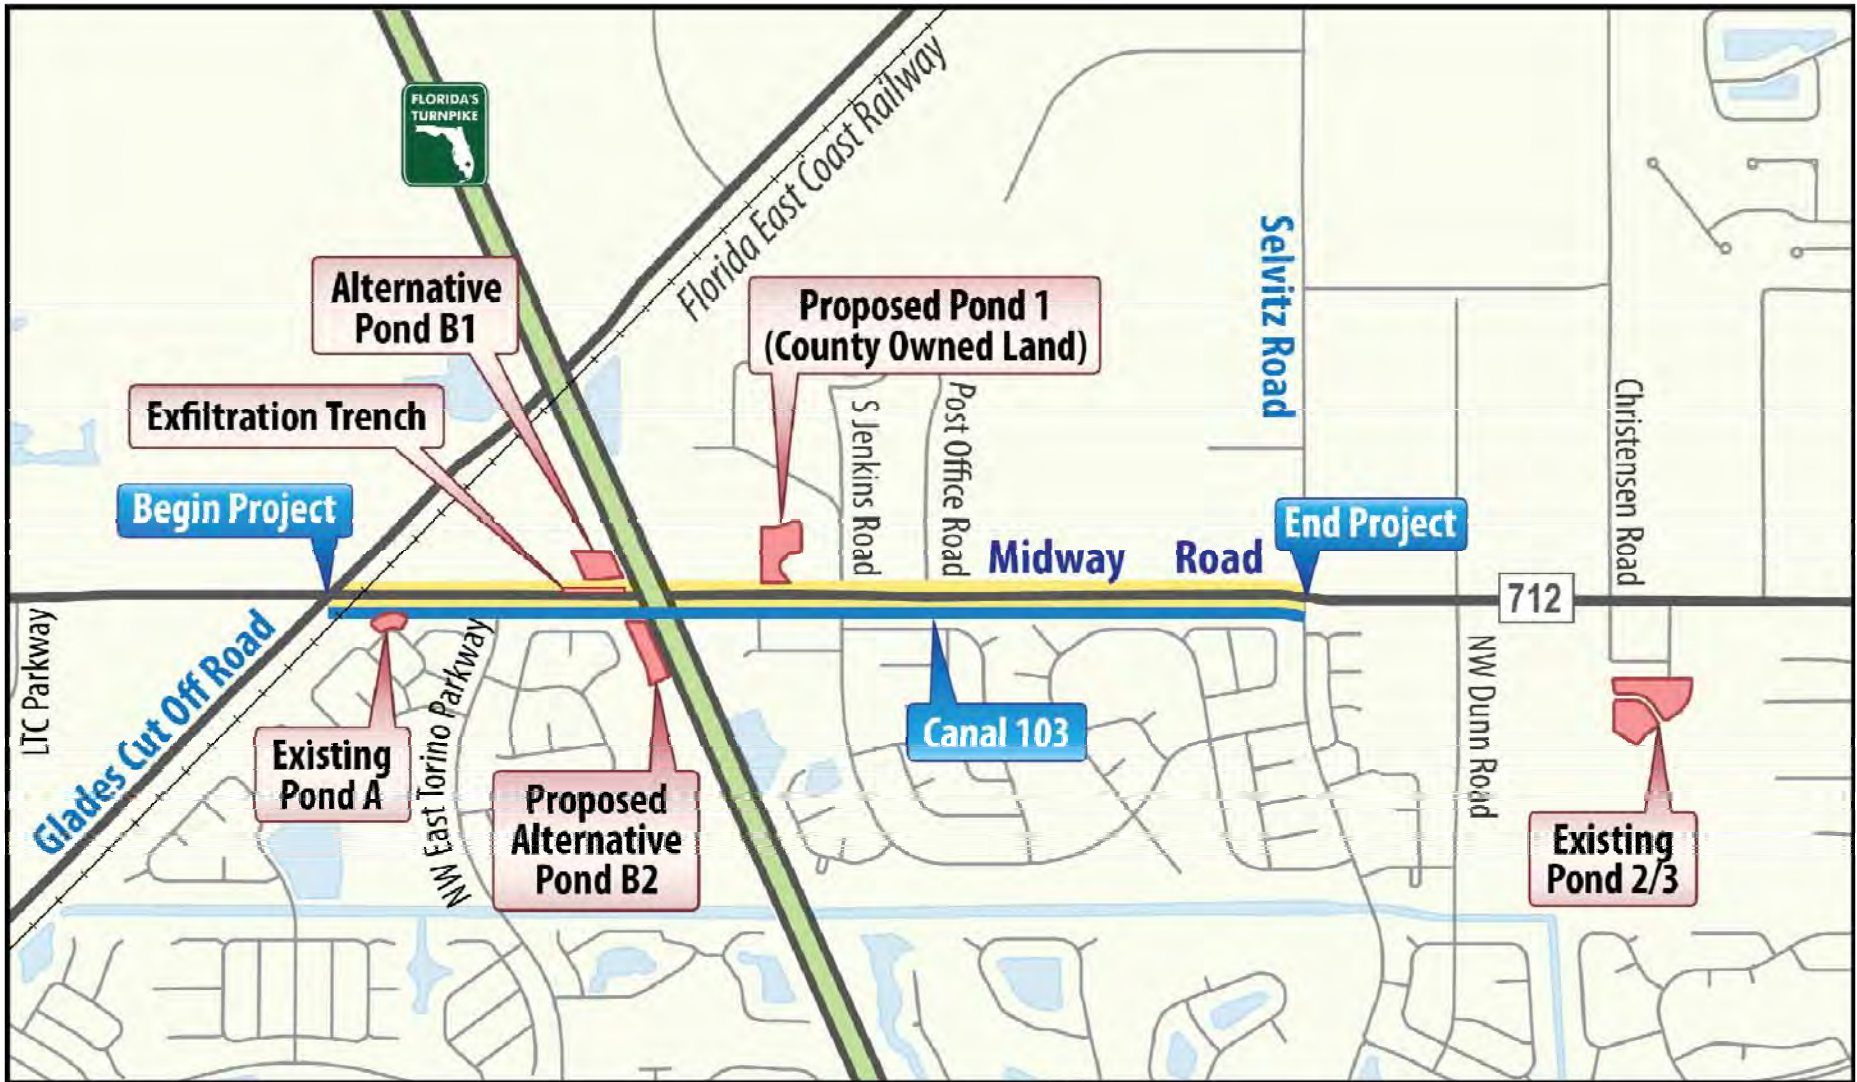 FLORIDA'S
TURNPIKE
Florida East Coast Railway
Alternative
Pond B1
Proposed Pond 1
(County Owned Land)
Selvitz Road
Exfiltration Trench
S Jenkins Road
Post Office Road
Christensen Road
Begin Project
End Project
Midway Road
712
LTC Parkway
Glades Cut Off Road
NW East Torino Parkway
NW Dunn Road
Canal 103
Existing
Pond A
Proposed
Alternative
Pond B2
Existing
Pond 2/3